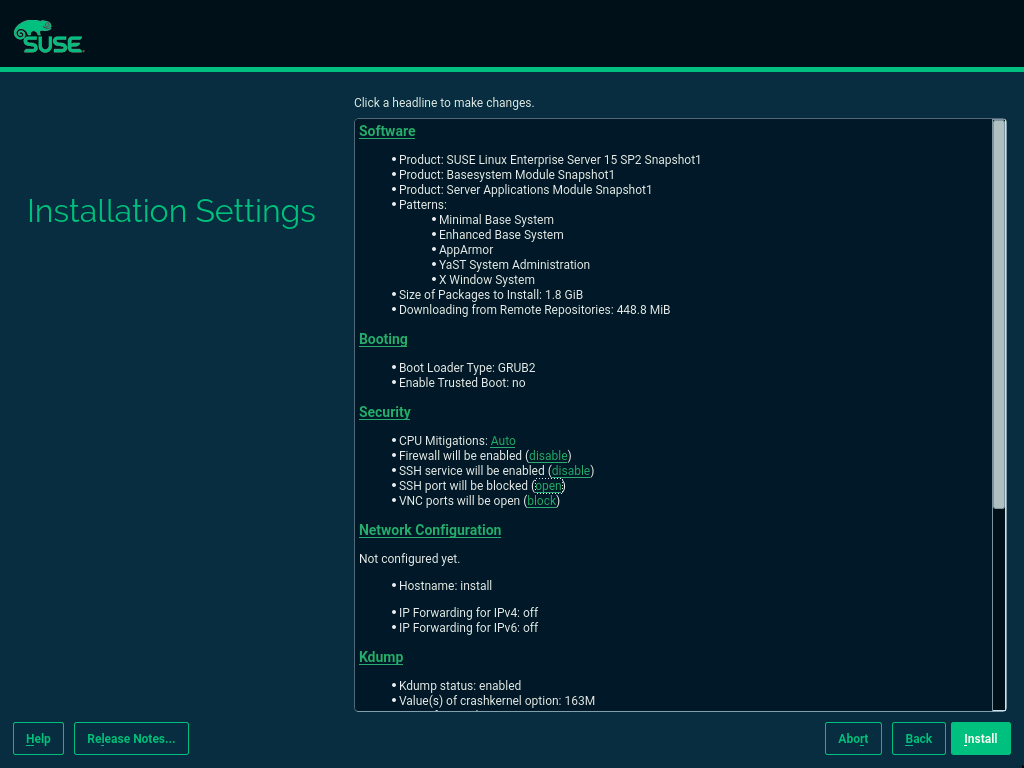 SUSE
Click a headline to make changes.
Installation Settings
Software
• Product: SUSE Linux Enterprise Server 15 SP2 Snapshot1
• Product: Basesystem Module Snapshot1
• Product: Server Applications Module Snapshot1
• Patterns:
• Minimal Base System
• Enhanced Base System
• AppArmor
• YaST System Administration
• X Window System
• Size of Packages to Install: 1.8 GiB
• Downloading from Remote Repositories: 448.8 MiB
Booting
• Boot Loader Type: GRUB2
• Enable Trusted Boot: no
Security
• CPU Mitigations: Auto
• Firewall will be enabled (disable)
• SSH service will be enabled (disable)
• SSH port will be blocked (open)
• VNC ports will be open (block)
Network Configuration
Not configured yet.
• Hostname: install
• IP Forwarding for IPv4: off
• IP Forwarding for IPv6: off
Kdump
• Kdump status: enabled
• Value(s) of crashkernel option: 163M
Help Release Notes... Abort Back Install